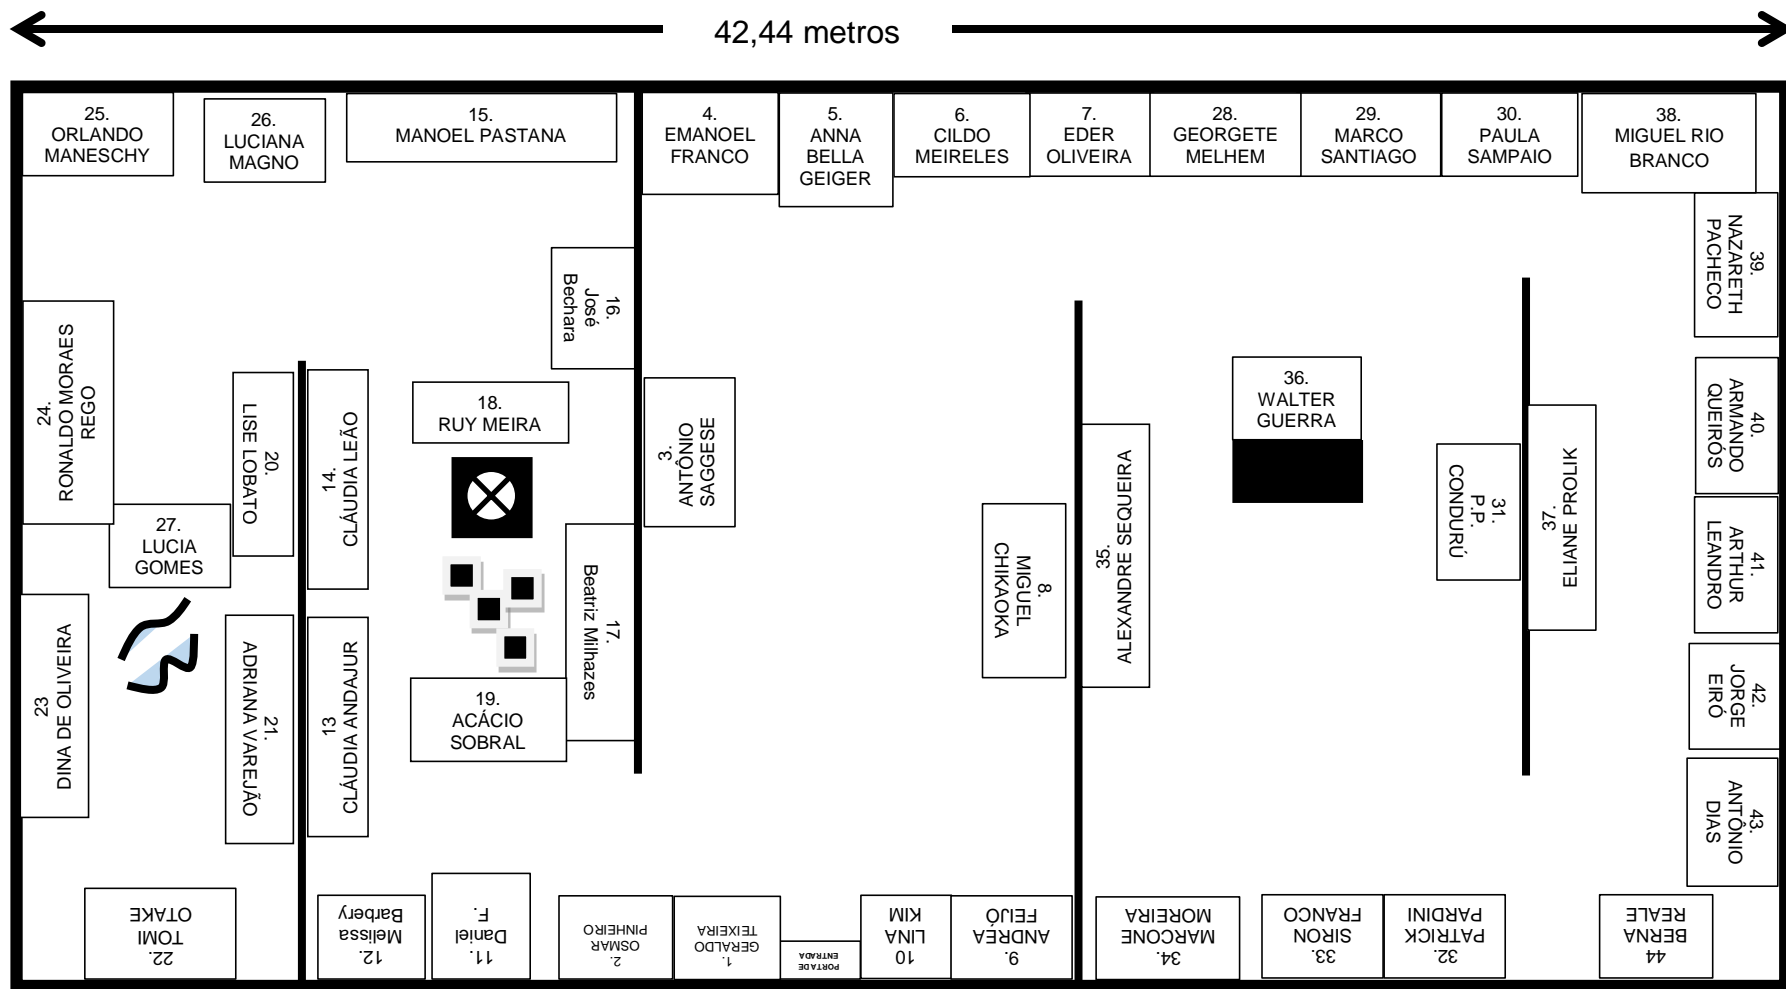 42,44 metros
25.
ORLANDO
MANESCHY
26.
LUCIANA
MAGNO
15.
MANOEL PASTANA
4.
EMANOEL
FRANCO
5.
ANNA
BELLA
GEIGER
6.
CILDO
MEIRELES
7.
EDER
OLIVEIRA
28.
GEORGETE
MELHEM
29.
MARCO
SANTIAGO
30.
PAULA
SAMPAIO
38.
MIGUEL RIO
BRANCO
39.
NAZARETH
PACHECO
16.
José
Bechara
24.
RONALDO MORAES
REGO
20.
LISE LOBATO
14.
CLÁUDIA LEÃO
18.
RUY MEIRA
3.
ANTÔNIO
SAGGESE
36.
WALTER
GUERRA
40.
ARMANDO
QUEIRÓS
35.
ALEXANDRE SEQUEIRA
31.
P.P.
CONDURÚ
37.
ELIANE PROLIK
27.
LUCIA
GOMES
8.
MIGUEL
CHIKAOKA
41.
ARTHUR
LEANDRO
17.
Beatriz Milhazes
23
DINA DE OLIVEIRA
21.
ADRIANA VAREJÃO
13
CLÁUDIA ANDAJUR
19.
ACÁCIO
SOBRAL
42.
JORGE
EIRÓ
43.
ANTÔNIO
DIAS
22.
TOMI
OTAKE
12.
Melissa
Barbery
11.
Daniel
F.
2.
OSMAR
PINHEIRO
1.
GERALDO
TEIXEIRA
PORTA DE
ENTRADA
10
LINA
KIM
9.
ANDRÉA
FEIJÓ
34.
MARCONE
MOREIRA
33.
SIRON
FRANCO
32.
PATRICK
PARDINI
44
BERNA
REALE